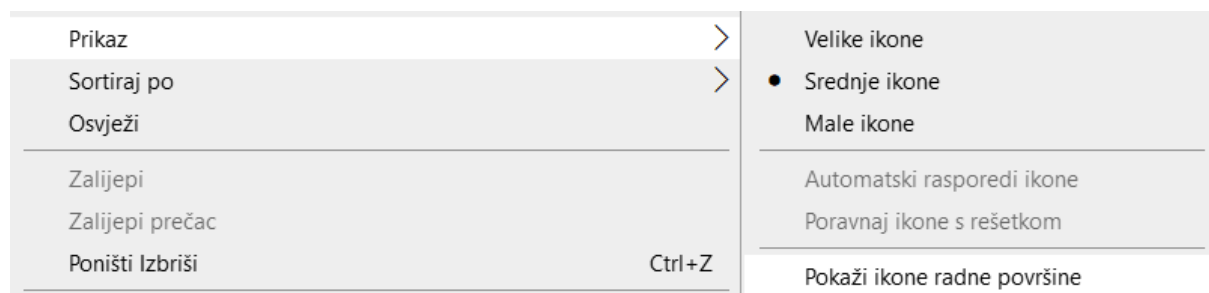 Prikaz
Sortiraj po
Osvježi
Zalijepi
Zalijepi prečac
Poništi Izbriši Ctrl+Z
Velike ikone
Srednje ikone
Male ikone
Automatski rasporedi ikone
Poravnaj ikone s rešetkom
Pokaži ikone radne površine